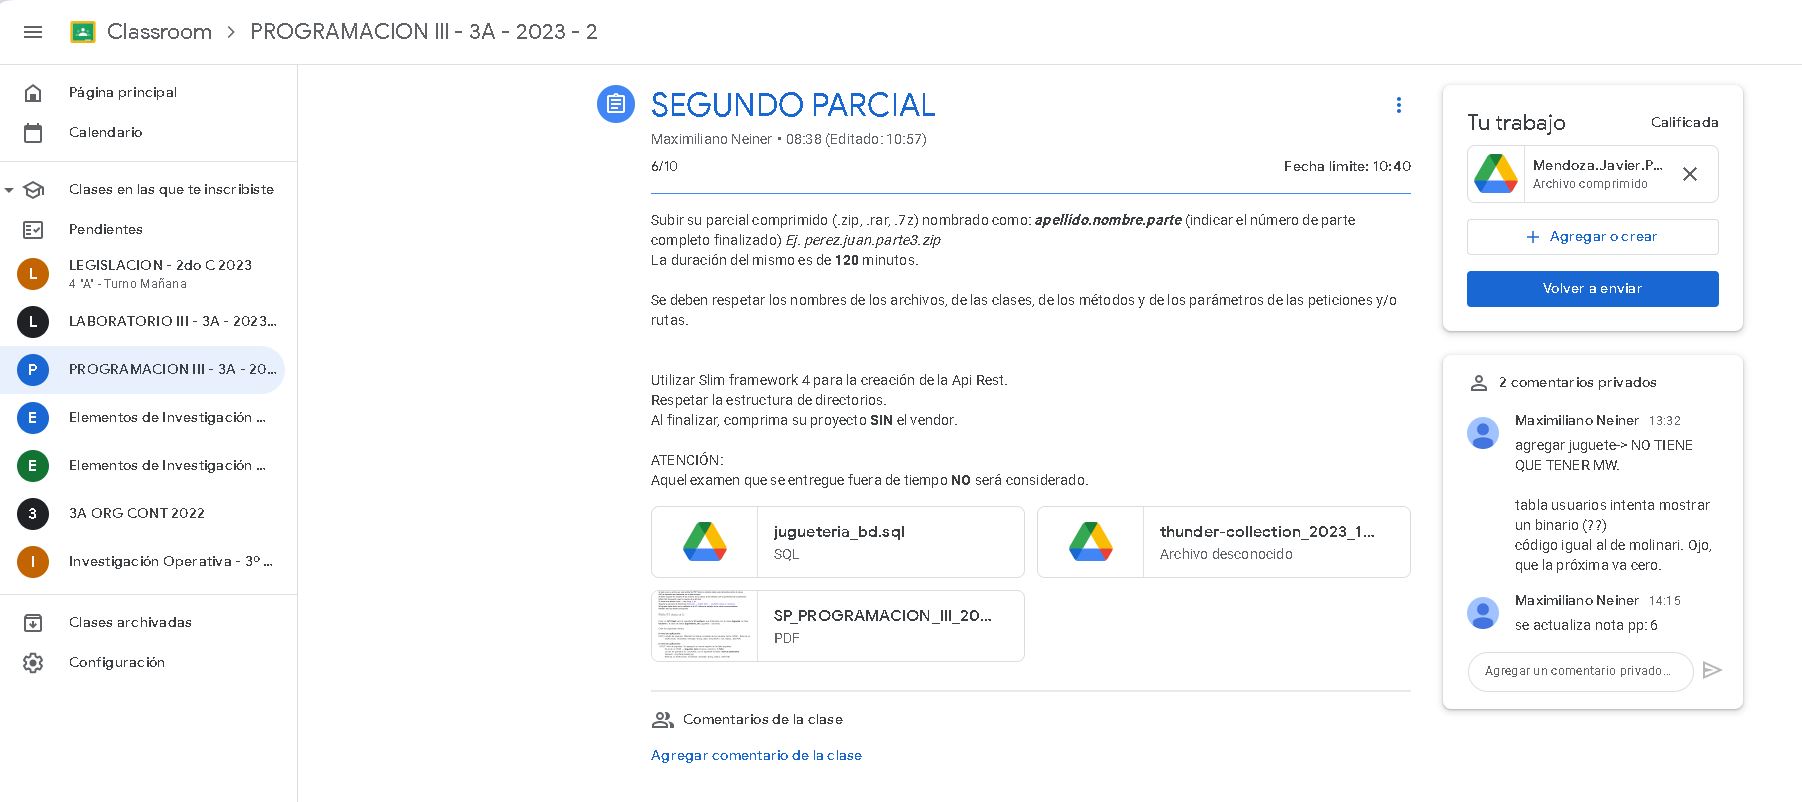 Classroom > PROGRAMACION III - 3A - 2023 - 2
Página principal
Calendario
Clases en las que te inscribiste
Pendientes
L
LEGISLACION - 2do C 2023
4 "A" - Turno Mañana
L
LABORATORIO III - 3A - 2023...
P
PROGRAMACION III - 3A - 20...
E
Elementos de Investigación ...
E
Elementos de Investigación ...
3
3A ORG CONT 2022
I
Investigación Operativa - 3º ...
Clases archivadas
Configuración
SEGUNDO PARCIAL
Maximiliano Neiner • 08:38 (Editado: 10:57)
6/10
Fecha límite: 10:40
Subir su parcial comprimido (.zip, .rar, .7z) nombrado como: apellido.nombre.parte (indicar el número de parte
completo finalizado) Ej. perez.juan.parte3.zip
La duración del mismo es de 120 minutos.
Se deben respetar los nombres de los archivos, de las clases, de los métodos y de los parámetros de las peticiones y/o
rutas.
Utilizar Slim framework 4 para la creación de la Api Rest.
Respetar la estructura de directorios.
Al finalizar, comprima su proyecto SIN el vendor.
ATENCIÓN:
Aquel examen que se entregue fuera de tiempo NO será considerado.
jugueteria_bd.sql
SQL
thunder-collection_2023_1...
Archivo desconocido
SP_PROGRAMACION_III_20...
PDF
Comentarios de la clase
Agregar comentario de la clase
Tu trabajo
Calificada
Mendoza.Javier.P...
Archivo comprimido
+ Agregar o crear
Volver a enviar
2 comentarios privados
Maximiliano Neiner 13:32
agregar juguete-> NO TIENE
QUE TENER MW.
tabla usuarios intenta mostrar
un binario (??)
código igual al de molinari. Ojo,
que la próxima va cero.
Maximiliano Neiner 14:15
se actualiza nota pp: 6
Agregar un comentario privado...